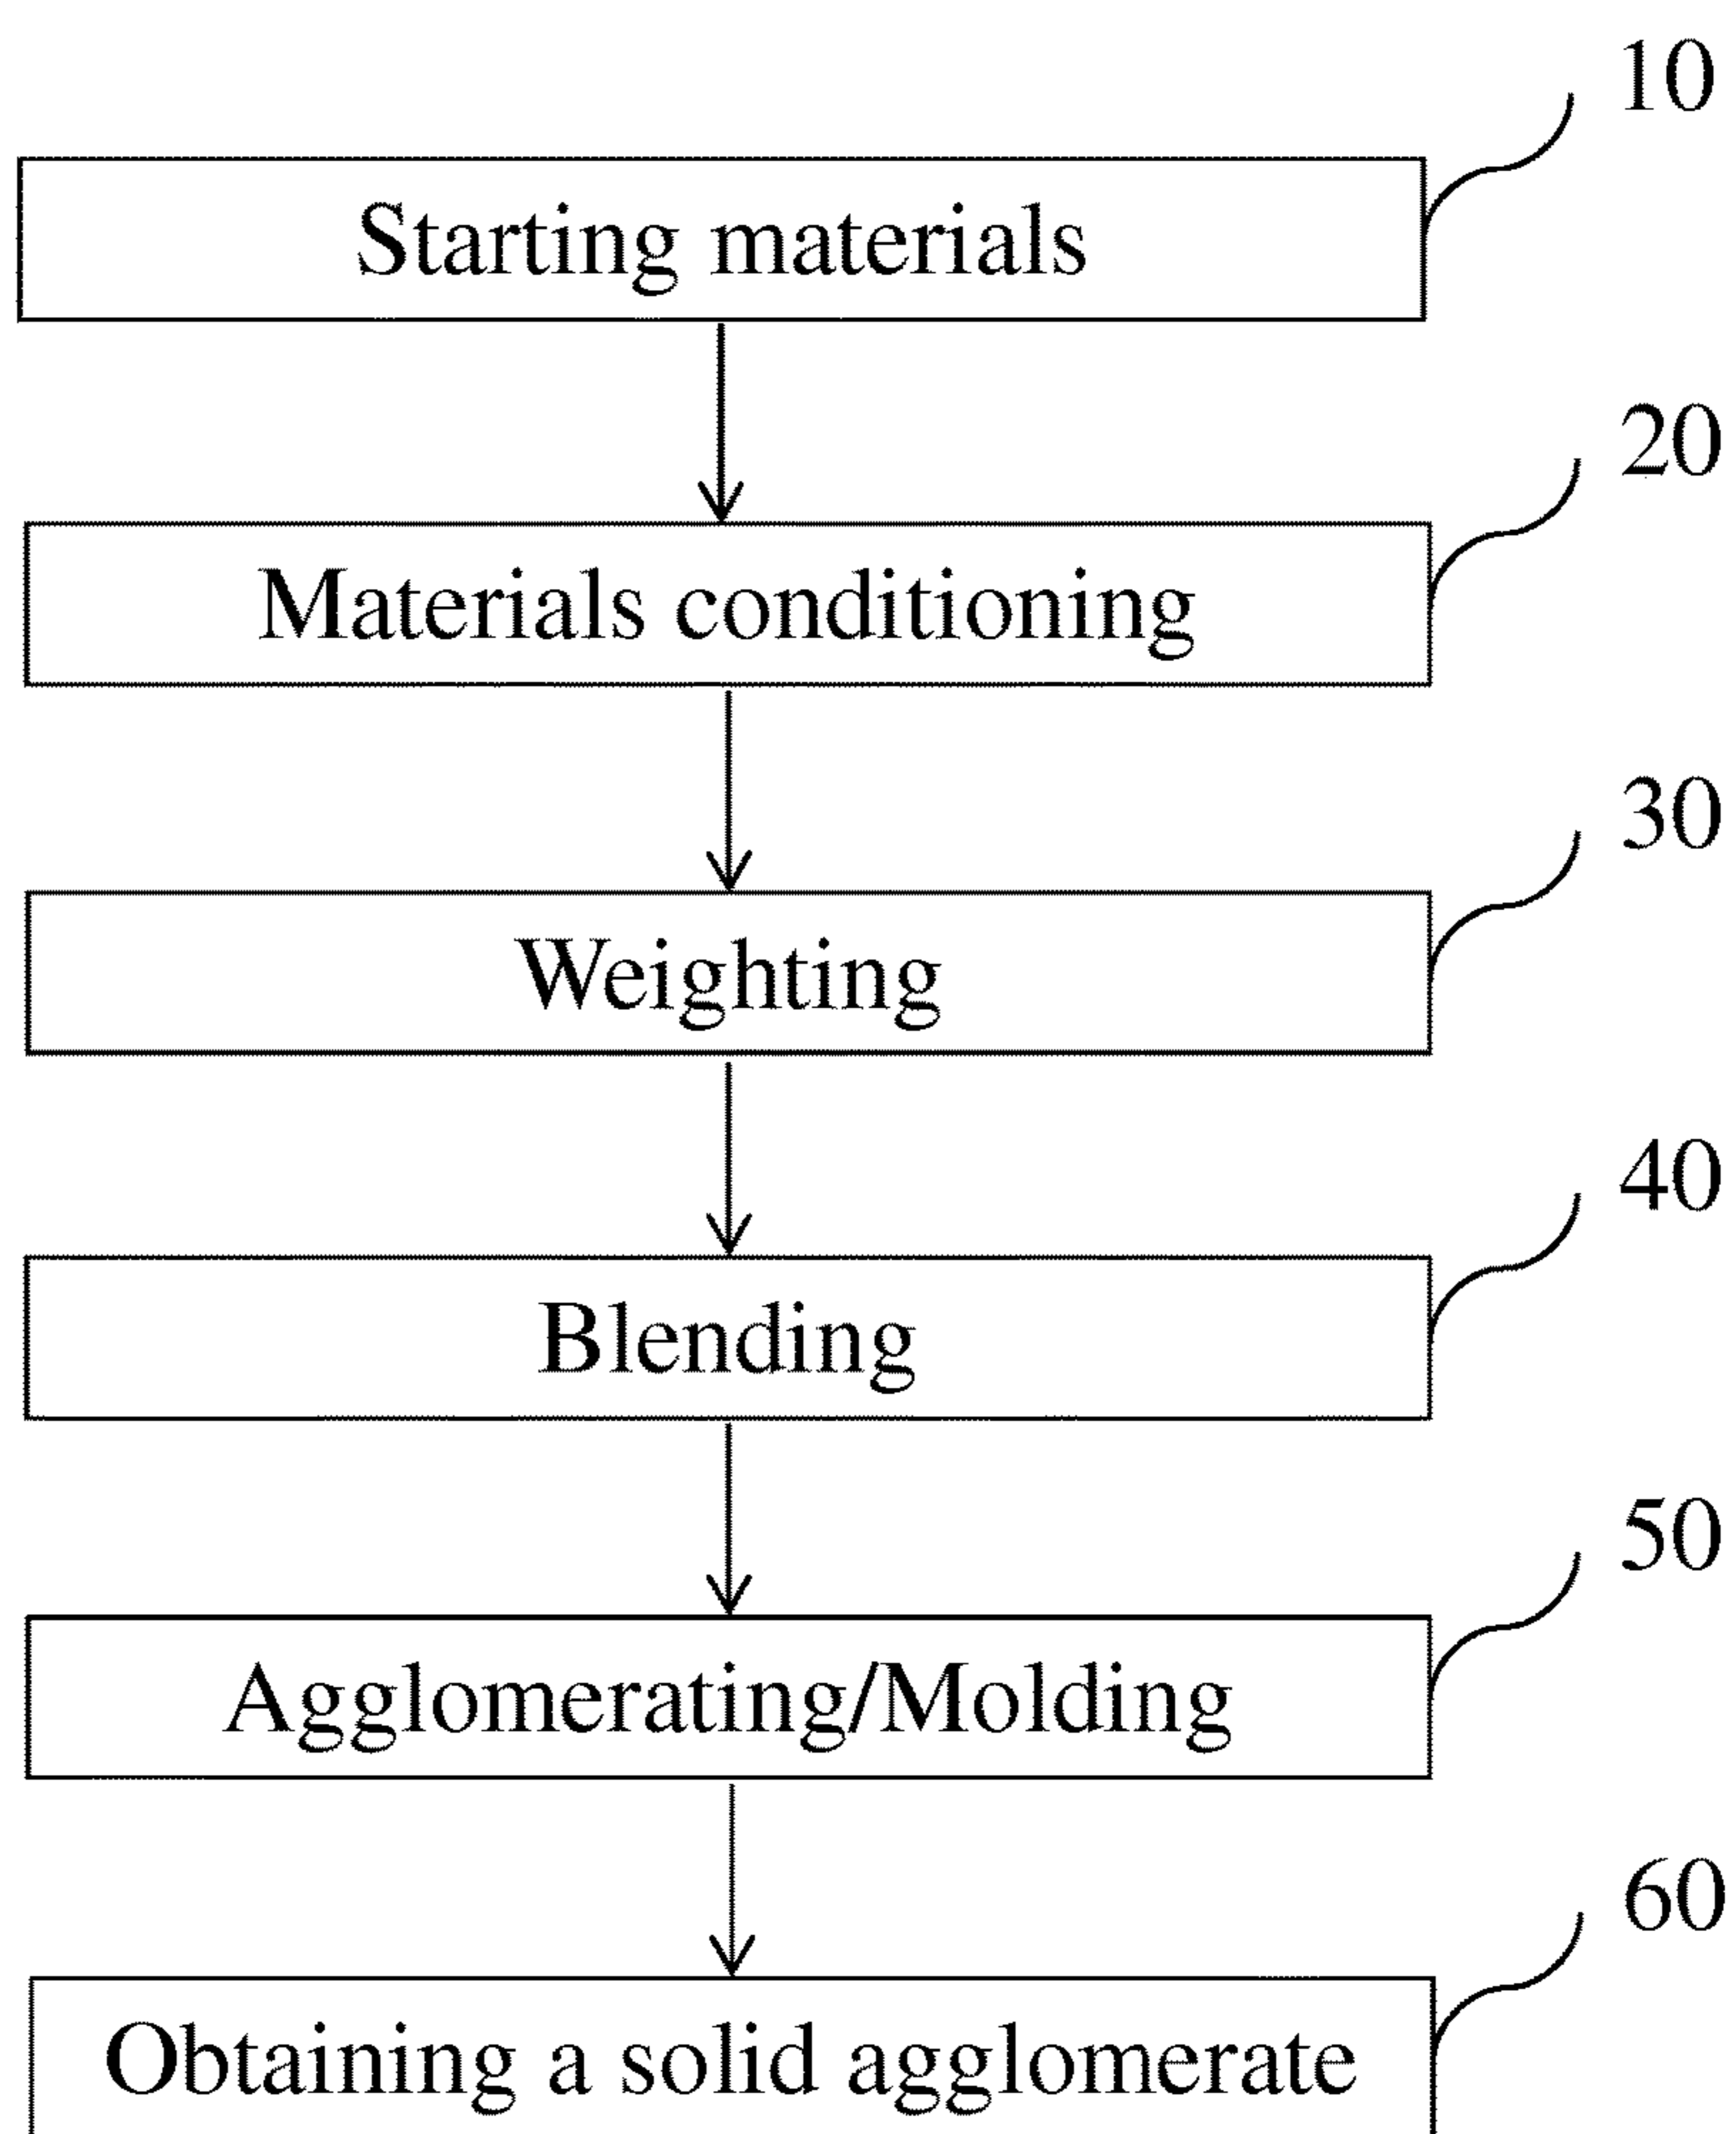 10
Starting materials
20
Materials conditioning
30
Weighting
40
Blending
50
Agglomerating/Molding
60
Obtaining a solid agglomerate